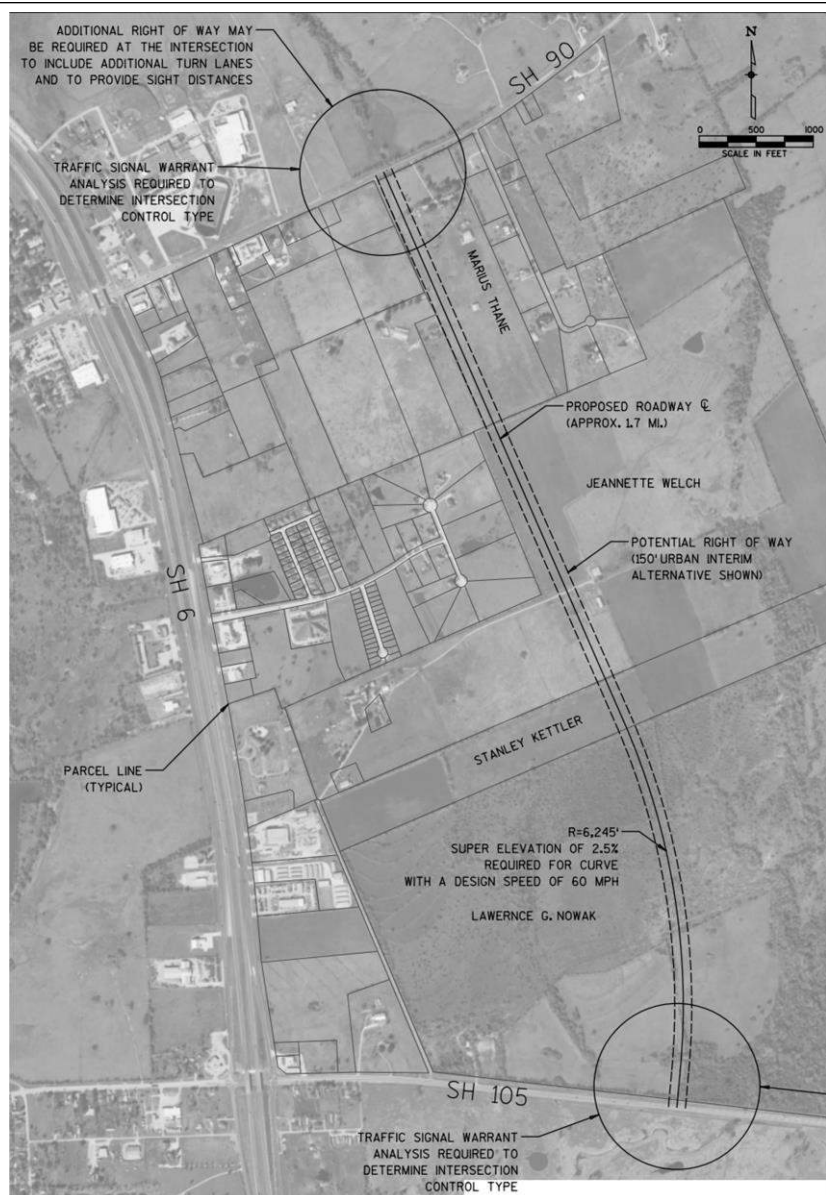 ADDITIONAL RIGHT OF WAY MAY
BE REQUIRED AT THE INTERSECTION
TO INCLUDE ADDITIONAL TURN LANES
AND TO PROVIDE SIGHT DISTANCES
SH 90
N
0 500 1000
SCALE IN FEET
TRAFFIC SIGNAL WARRANT
ANALYSIS REQUIRED TO
DETERMINE INTERSECTION
CONTROL TYPE
MARIUS THANE
PROPOSED ROADWAY ℄
(APPROX. 1.7 MI.)
JEANNETTE WELCH
POTENTIAL RIGHT OF WAY
(150' URBAN INTERIM
ALTERNATIVE SHOWN)
SH 6
STANLEY KETTLER
PARCEL LINE
(TYPICAL)
R=6,245'
SUPER ELEVATION OF 2.5%
REQUIRED FOR CURVE
WITH A DESIGN SPEED OF 60 MPH
LAWERNCE G. NOWAK
SH 105
TRAFFIC SIGNAL WARRANT
ANALYSIS REQUIRED TO
DETERMINE INTERSECTION
CONTROL TYPE